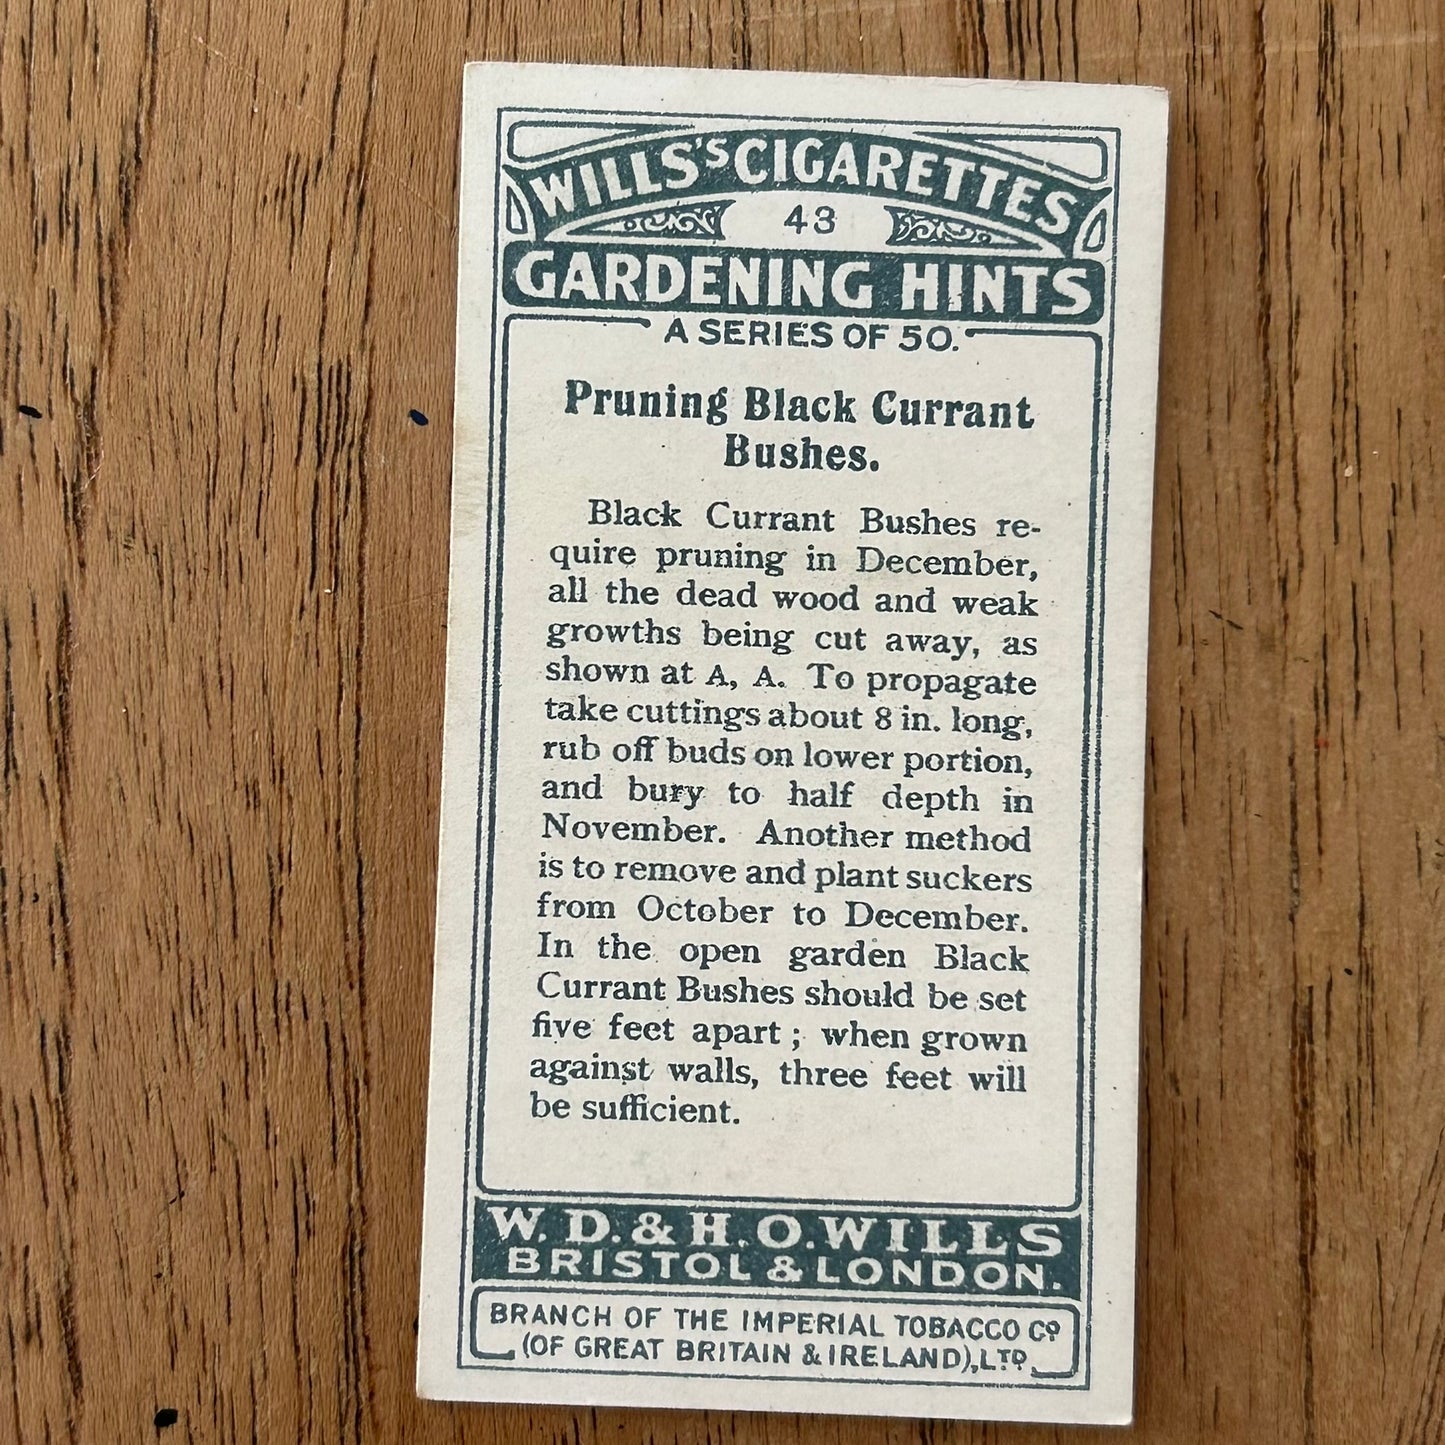 WILLS'S CIGARETTES
43
GARDENING HINTS
A SERIES OF 50.
Pruning Black Currant
Bushes.
Black Currant Bushes re-
quire pruning in December,
all the dead wood and weak
growths being cut away, as
shown at A, A. To propagate
take cuttings about 8 in. long,
rub off buds on lower portion,
and bury to half depth in
November. Another method
is to remove and plant suckers
from October to December.
In the open garden Black
Currant Bushes should be set
five feet apart; when grown
against walls, three feet will
be sufficient.
W. D. & H. O. WILLS
BRISTOL & LONDON.
BRANCH OF THE IMPERIAL TOBACCO CO.
(OF GREAT BRITAIN & IRELAND), LTD.